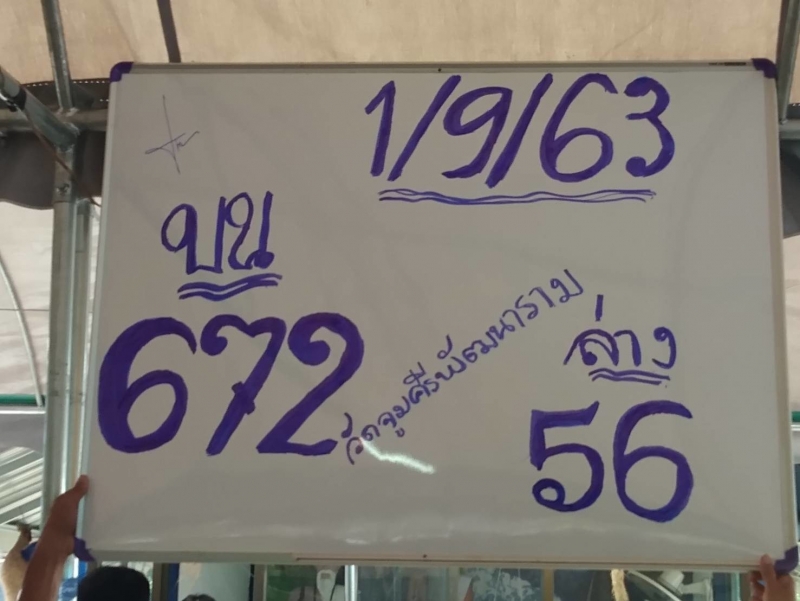 1/9/63
บน
672
วัดจูมศรีพัฒนาราม
ล่าง
56